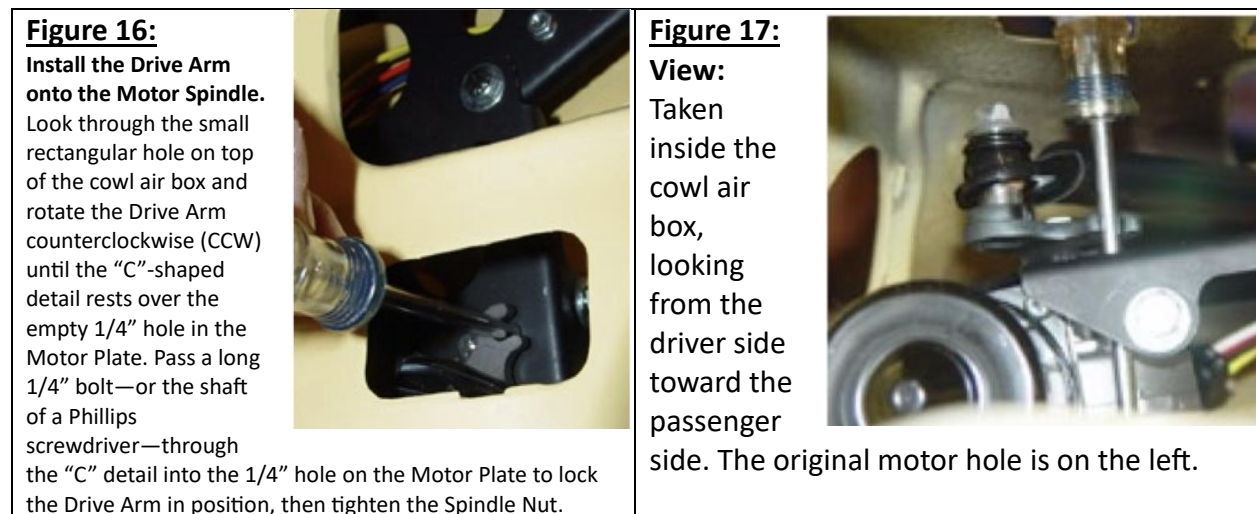 Figure 16:
Install the Drive Arm
onto the Motor Spindle.
Look through the small
rectangular hole on top
of the cowl air box and
rotate the Drive Arm
counterclockwise (CCW)
until the “C”-shaped
detail rests over the
empty 1/4” hole in the
Motor Plate. Pass a long
1/4” bolt—or the shaft
of a Phillips
screwdriver—through
the “C” detail into the 1/4” hole on the Motor Plate to lock
the Drive Arm in position, then tighten the Spindle Nut.
Figure 17:
View:
Taken
inside the
cowl air
box,
looking
from the
driver side
toward the
passenger
side. The original motor hole is on the left.